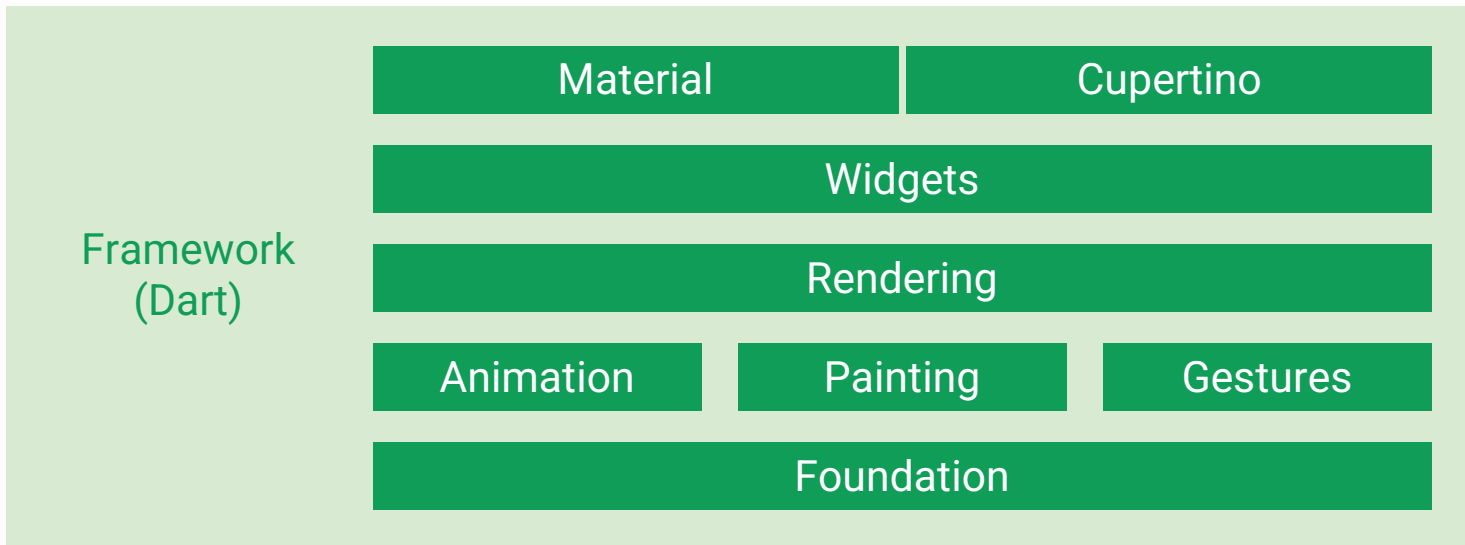 Material
Cupertino
Widgets
Framework
(Dart)
Rendering
Animation
Painting
Gestures
Foundation